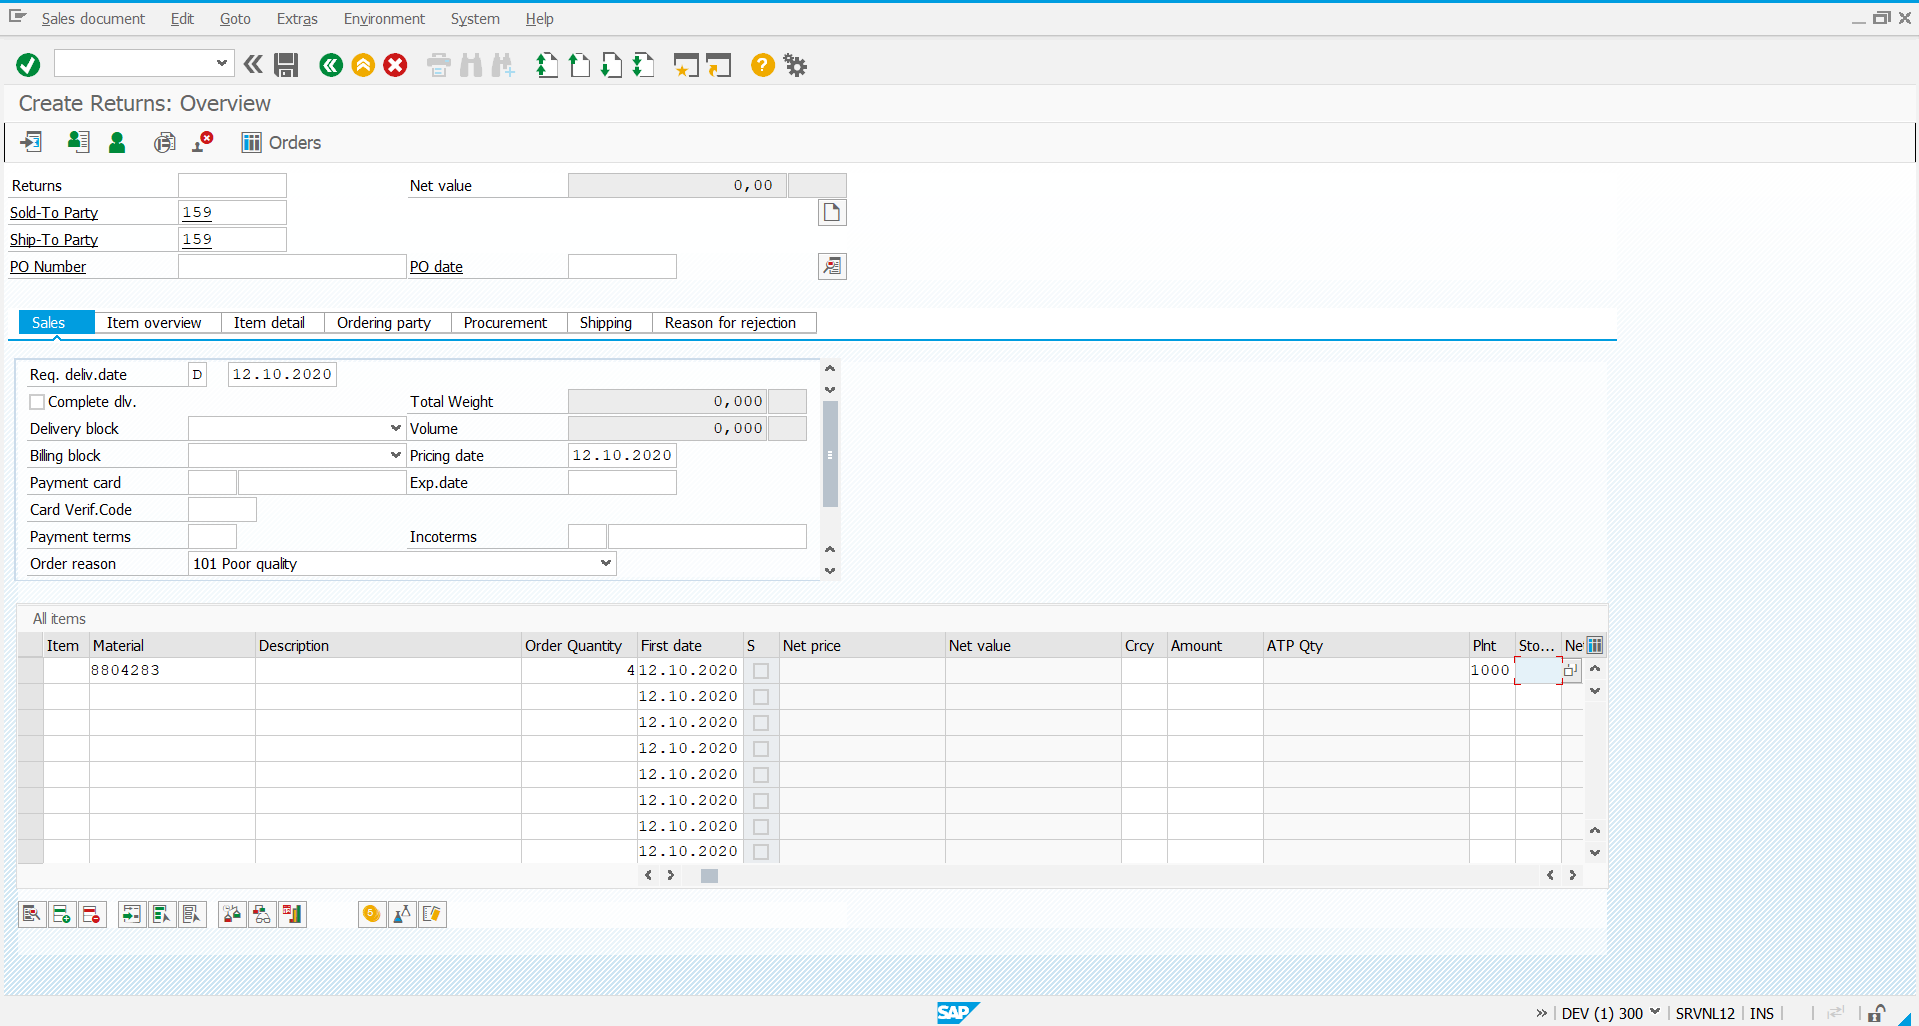 Sales document Edit Goto Extras Environment System Help
Create Returns: Overview
Orders
Returns Net value 0,00
Sold-To Party 159
Ship-To Party 159
PO Number PO date
Sales Item overview Item detail Ordering party Procurement Shipping Reason for rejection
Req. deliv.date D 12.10.2020
Complete dlv. Total Weight 0,000
Delivery block Volume 0,000
Billing block Pricing date 12.10.2020
Payment card Exp.date
Card Verif.Code
Payment terms Incoterms
Order reason 101 Poor quality
All items
Item Material Description Order Quantity First date S Net price Net value Crcy Amount ATP Qty Plnt Sto... Ne
8804283 4 12.10.2020 1000
12.10.2020
12.10.2020
12.10.2020
12.10.2020
12.10.2020
12.10.2020
12.10.2020
SAP DEV (1) 300 SRVNL12 INS